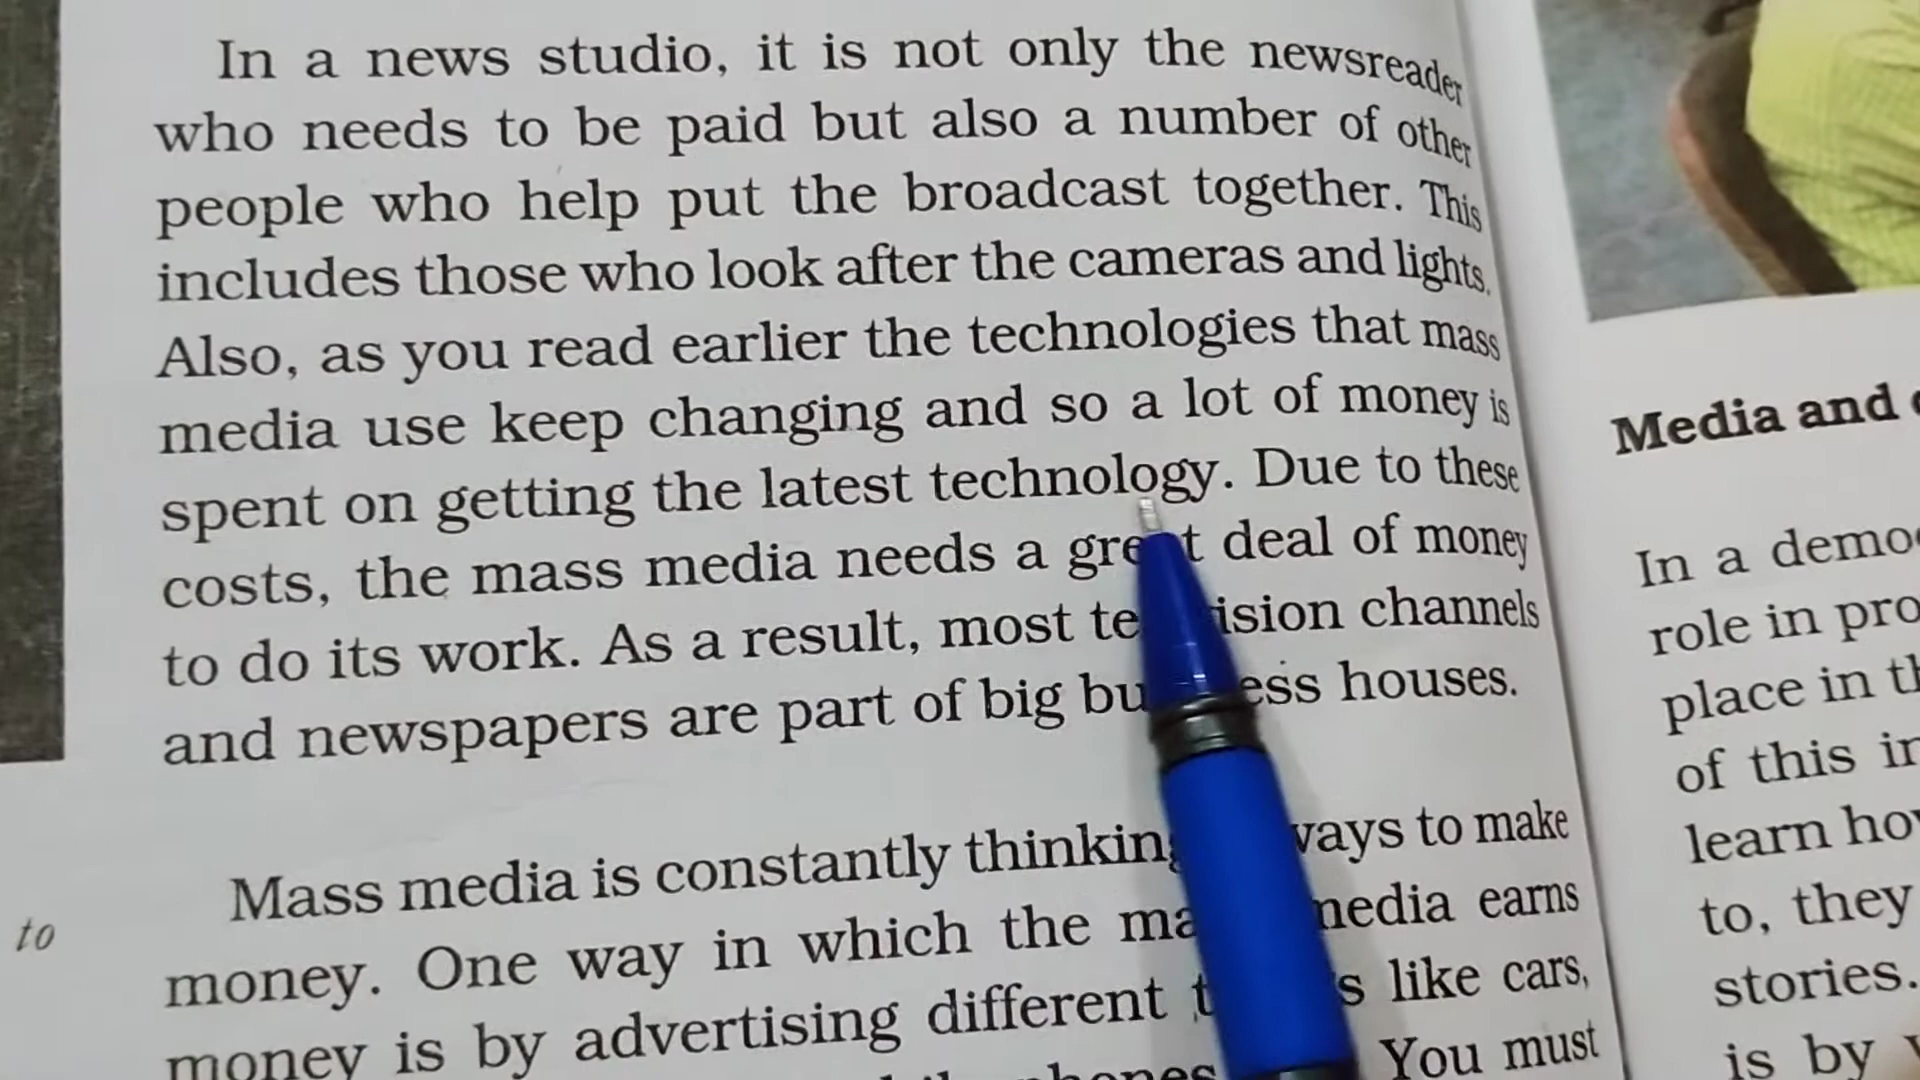 In a news studio, it is not only the newsreader
who needs to be paid but also a number of other
people who help put the broadcast together. This
includes those who look after the cameras and lights.
Also, as you read earlier the technologies that mass
media use keep changing and so a lot of money is
spent on getting the latest technology. Due to these
costs, the mass media needs a great deal of money
to do its work. As a result, most television channels
and newspapers are part of big business houses.
Mass media is constantly thinking ways to make
money. One way in which the media earns
money is by advertising different like cars,
phones You must
to
Media and
In a
role in
place in
of this
learn
to, they
stories.
is by